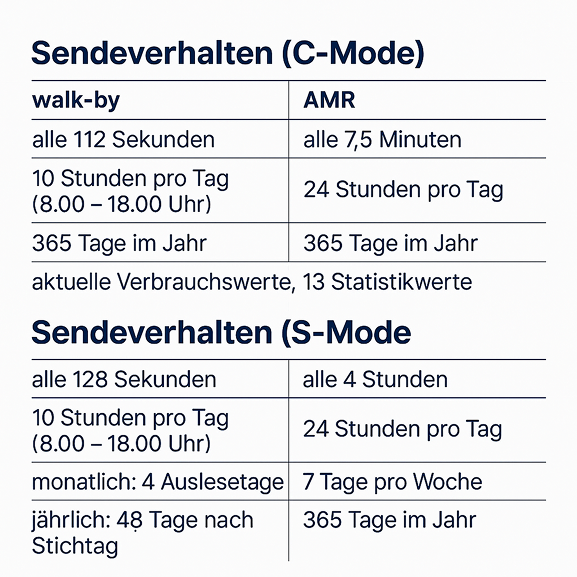 Sendeverhalten (C-Mode)
walk-by
AMR
alle 112 Sekunden
alle 7,5 Minuten
10 Stunden pro Tag
(8.00 – 18.00 Uhr)
24 Stunden pro Tag
365 Tage im Jahr
365 Tage im Jahr
aktuelle Verbrauchswerte, 13 Statistikwerte
Sendeverhalten (S-Mode
alle 128 Sekunden
alle 4 Stunden
10 Stunden pro Tag
(8.00 – 18.00 Uhr)
24 Stunden pro Tag
monatlich: 4 Auslesetage
7 Tage pro Woche
jährlich: 48 Tage nach
Stichtag
365 Tage im Jahr